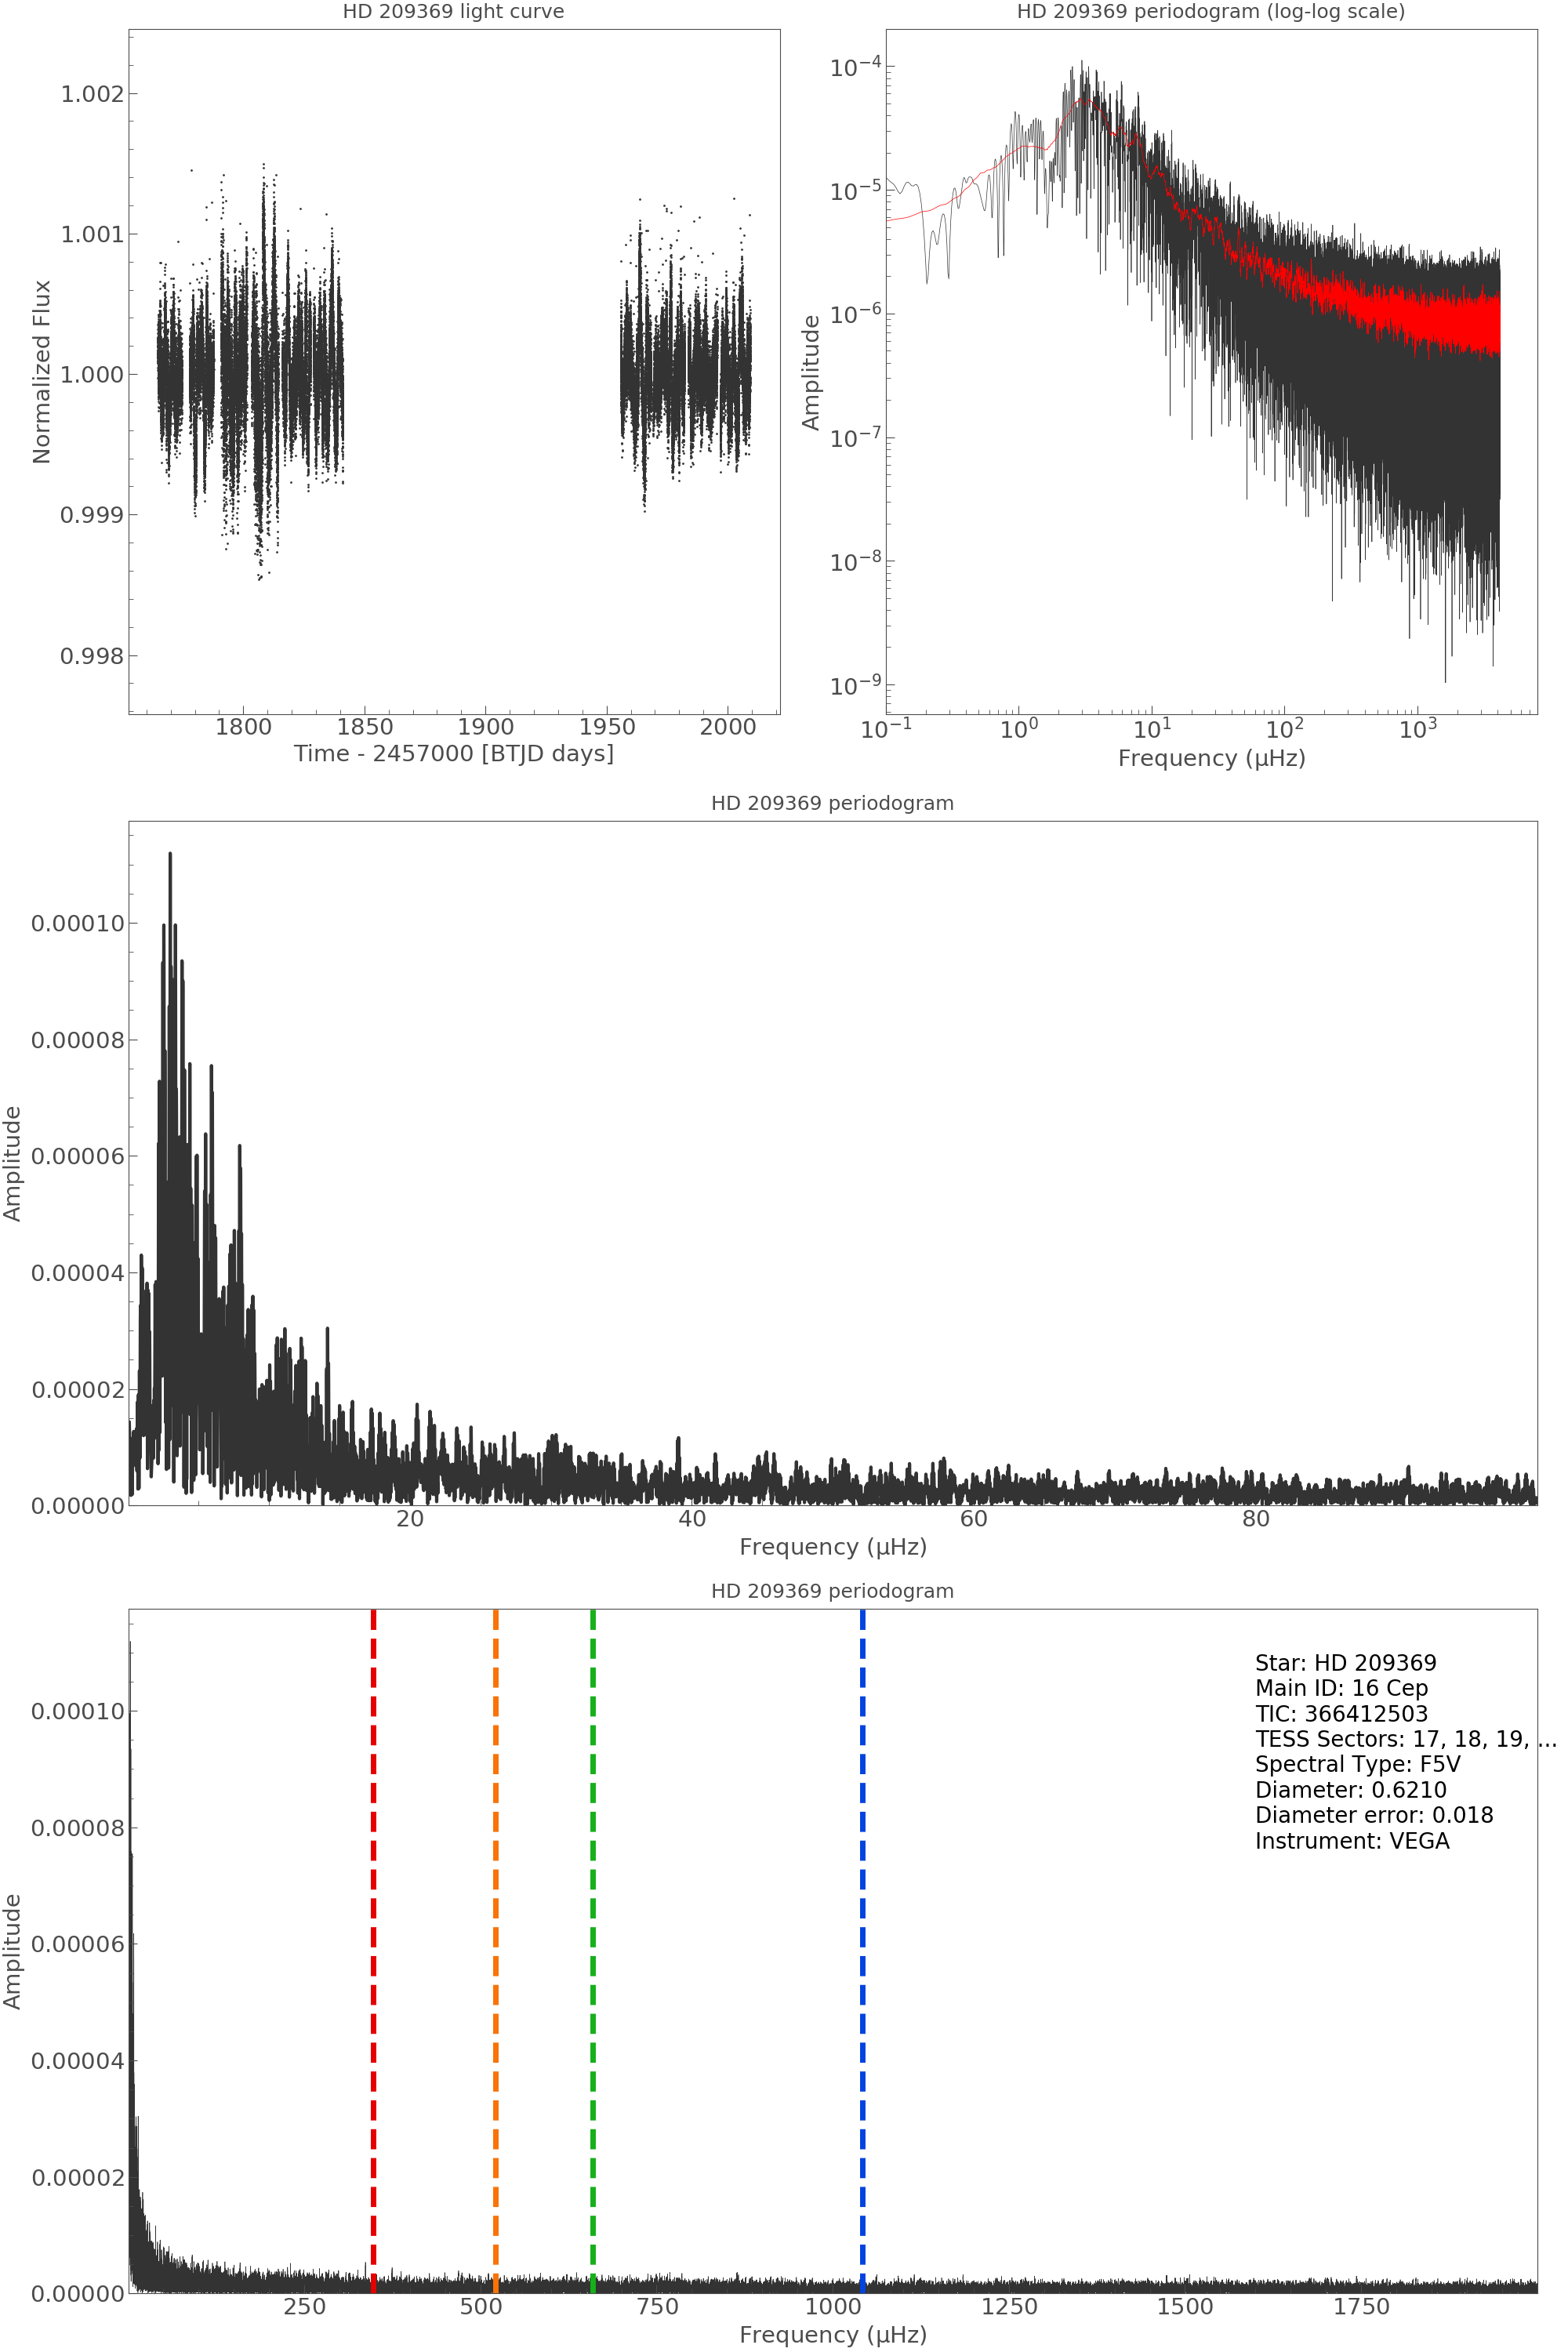 HD 209369 light curve
Normalized Flux
1.002
1.001
1.000
0.999
0.998
1800 1850 1900 1950 2000
Time - 2457000 [BTJD days]
HD 209369 periodogram (log-log scale)
Amplitude
10⁻⁴
10⁻⁵
10⁻⁶
10⁻⁷
10⁻⁸
10⁻⁹
10⁻¹ 10⁰ 10¹ 10² 10³
Frequency (μHz)
HD 209369 periodogram
Amplitude
0.00010
0.00008
0.00006
0.00004
0.00002
0.00000
20 40 60 80
Frequency (μHz)
HD 209369 periodogram
Amplitude
0.00010
0.00008
0.00006
0.00004
0.00002
0.00000
Star: HD 209369
Main ID: 16 Cep
TIC: 366412503
TESS Sectors: 17, 18, 19, ...
Spectral Type: F5V
Diameter: 0.6210
Diameter error: 0.018
Instrument: VEGA
250 500 750 1000 1250 1500 1750
Frequency (μHz)